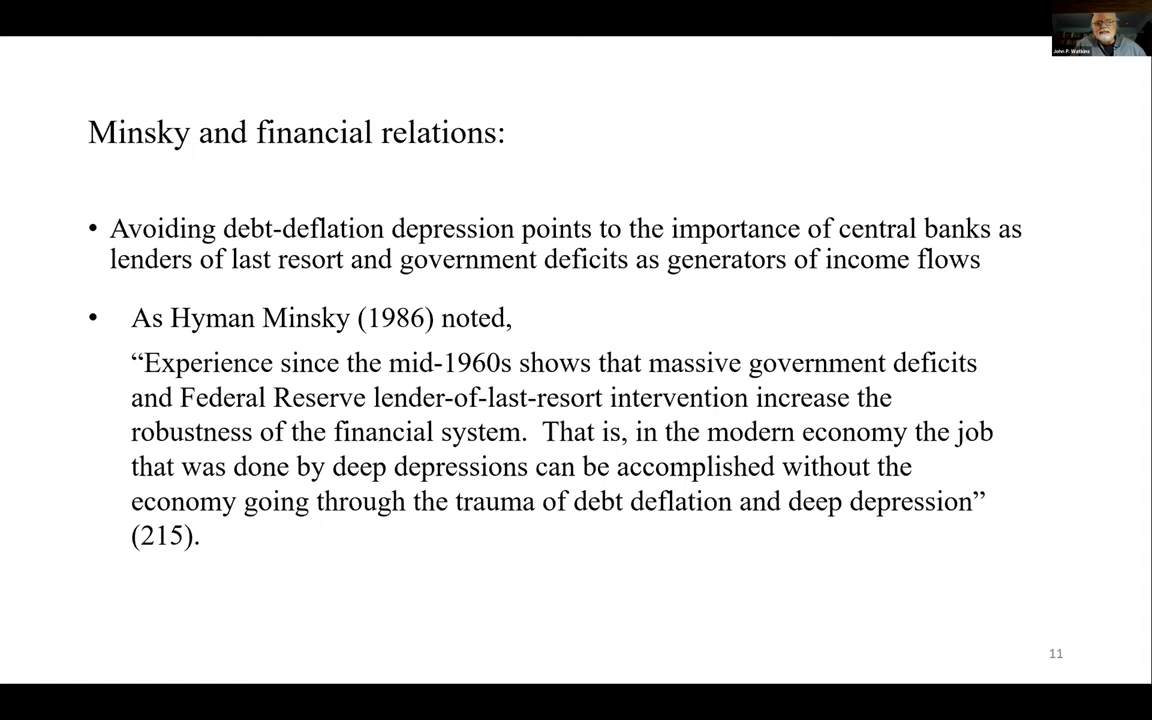 John P. Watkins
Minsky and financial relations:
• Avoiding debt-deflation depression points to the importance of central banks as
lenders of last resort and government deficits as generators of income flows
• As Hyman Minsky (1986) noted,
“Experience since the mid-1960s shows that massive government deficits
and Federal Reserve lender-of-last-resort intervention increase the
robustness of the financial system.  That is, in the modern economy the job
that was done by deep depressions can be accomplished without the
economy going through the trauma of debt deflation and deep depression”
(215).
11